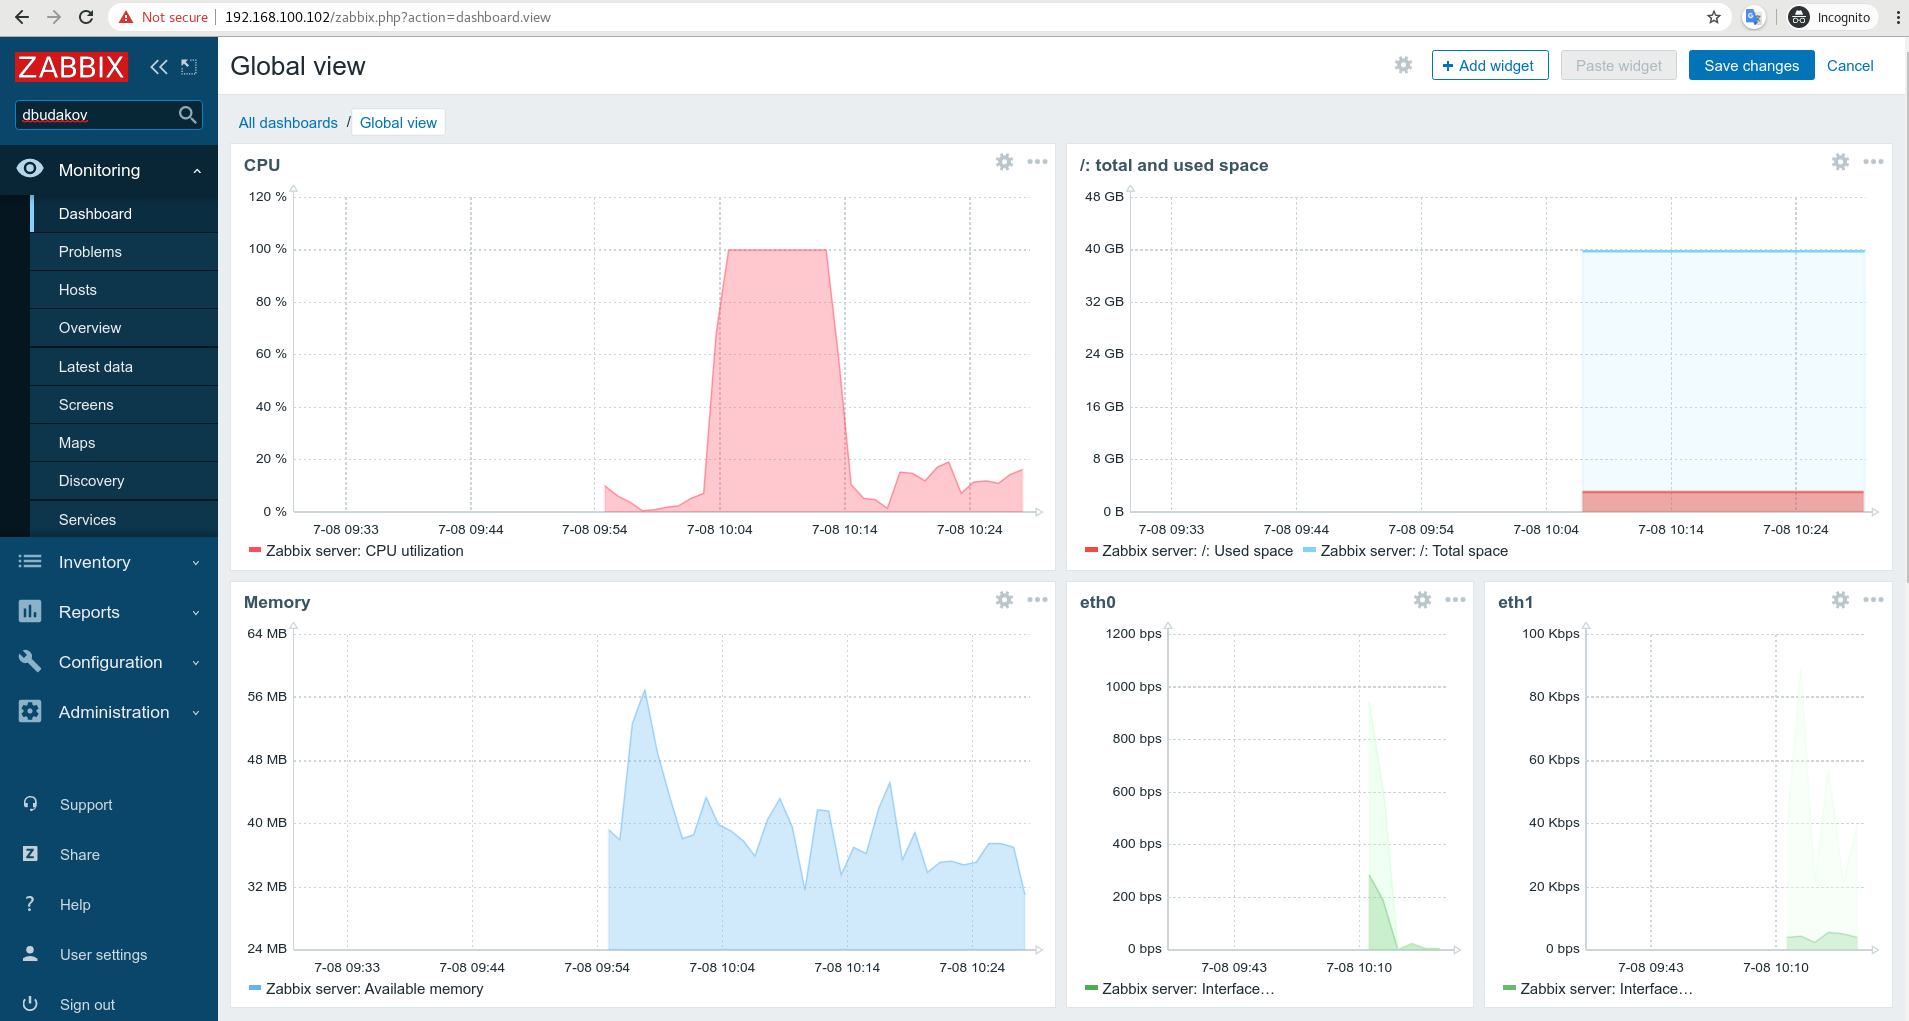 Not secure 192.168.100.102/zabbix.php?action=dashboard.view Incognito
ZABBIX
dbudakov
Monitoring
Dashboard
Problems
Hosts
Overview
Latest data
Screens
Maps
Discovery
Services
Inventory
Reports
Configuration
Administration
Support
Z Share
? Help
User settings
Sign out
Global view
+ Add widget Paste widget Save changes Cancel
All dashboards / Global view
CPU
120 %
100 %
80 %
60 %
40 %
20 %
0 %
7-08 09:33 7-08 09:44 7-08 09:54 7-08 10:04 7-08 10:14 7-08 10:24
Zabbix server: CPU utilization
/: total and used space
48 GB
40 GB
32 GB
24 GB
16 GB
8 GB
0 B
7-08 09:33 7-08 09:44 7-08 09:54 7-08 10:04 7-08 10:14 7-08 10:24
Zabbix server: /: Used space Zabbix server: /: Total space
Memory
64 MB
56 MB
48 MB
40 MB
32 MB
24 MB
7-08 09:33 7-08 09:44 7-08 09:54 7-08 10:04 7-08 10:14 7-08 10:24
Zabbix server: Available memory
eth0
1200 bps
1000 bps
800 bps
600 bps
400 bps
200 bps
0 bps
7-08 09:43 7-08 10:10
Zabbix server: Interface…
eth1
100 Kbps
80 Kbps
60 Kbps
40 Kbps
20 Kbps
0 bps
7-08 09:43 7-08 10:10
Zabbix server: Interface…